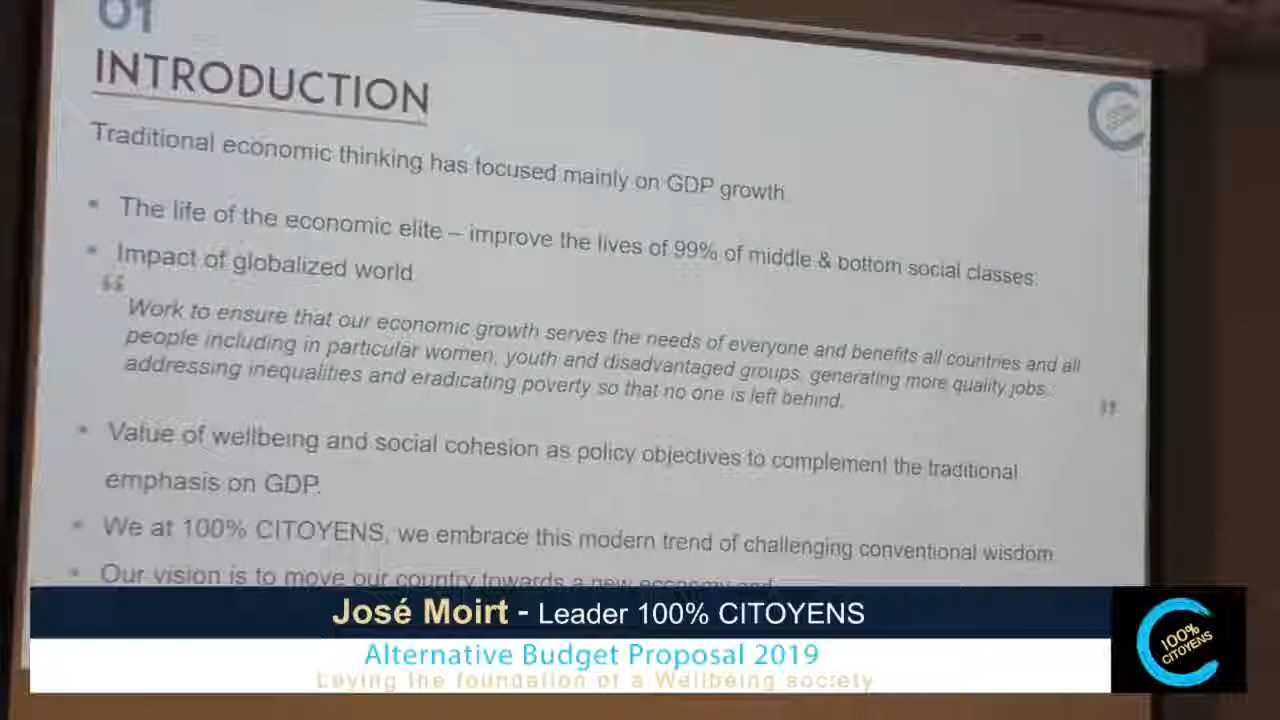 01
INTRODUCTION
100%
CITOYENS
Traditional economic thinking has focused mainly on GDP growth.
• The life of the economic elite – improve the lives of 99% of middle & bottom social classes.
• Impact of globalized world.
“
Work to ensure that our economic growth serves the needs of everyone and benefits all countries and all
people including in particular women, youth and disadvantaged groups, generating more quality jobs,
addressing inequalities and eradicating poverty so that no one is left behind.
”
• Value of wellbeing and social cohesion as policy objectives to complement the traditional
emphasis on GDP.
• We at 100% CITOYENS, we embrace this modern trend of challenging conventional wisdom
• Our vision is to move our country towards a new economy and
José Moirt - Leader 100% CITOYENS
Alternative Budget Proposal 2019
Leying the foundation of a Wellbeing society
100%
CITOYENS